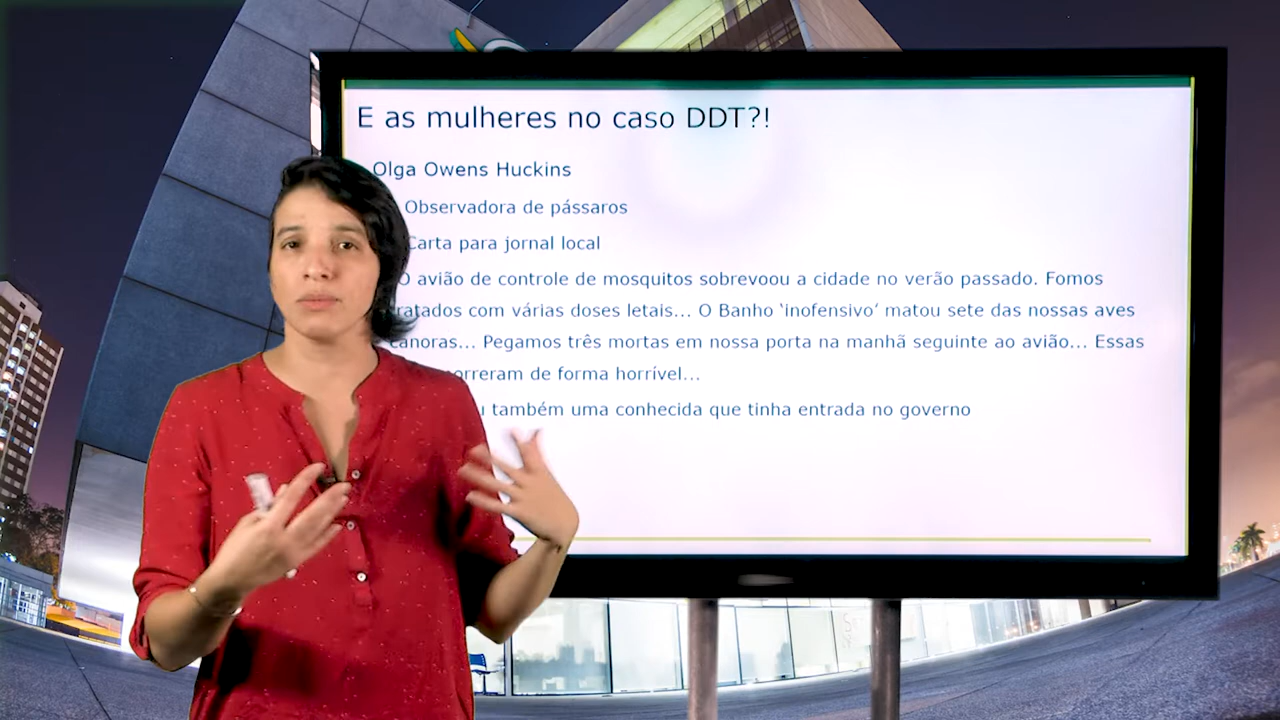 E as mulheres no caso DDT?!
Olga Owens Huckins
Observadora de pássaros
Carta para jornal local
O avião de controle de mosquitos sobrevoou a cidade no verão passado. Fomos
tratados com várias doses letais... O Banho ‘inofensivo’ matou sete das nossas aves
canoras... Pegamos três mortas em nossa porta na manhã seguinte ao avião... Essas
de forma horrível...
também uma conhecida que tinha entrada no governo